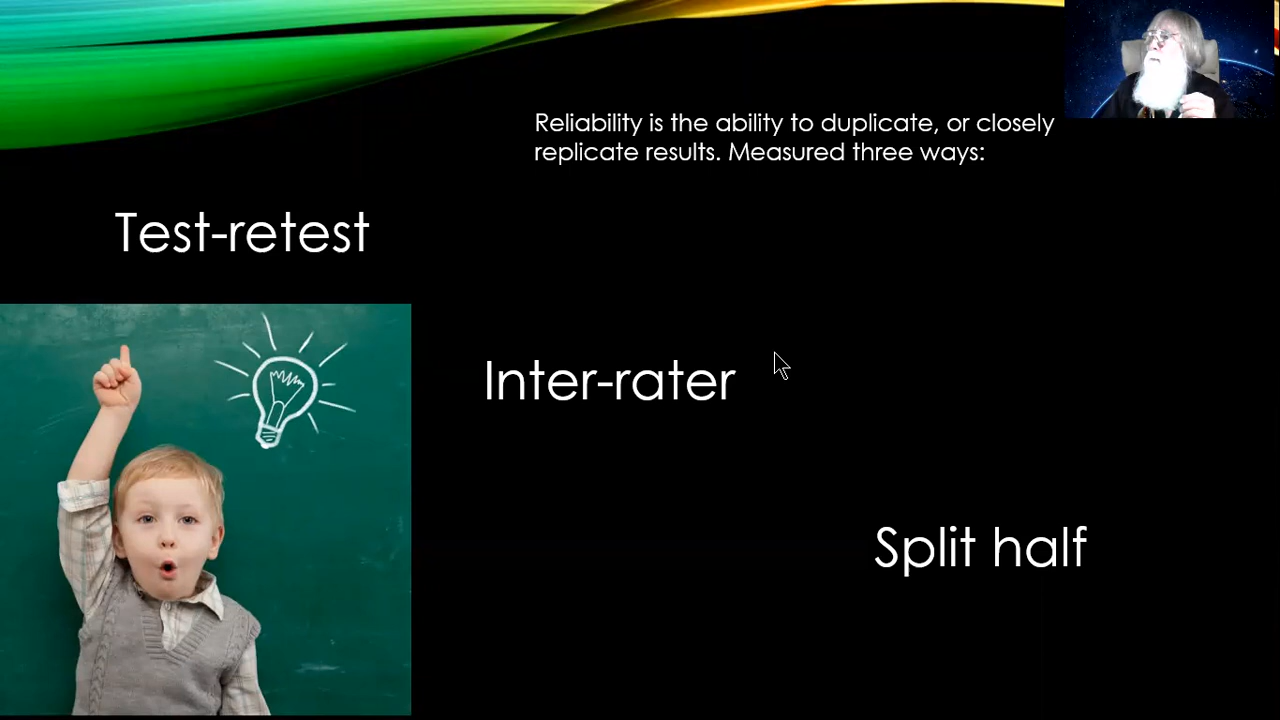 Reliability is the ability to duplicate, or closely
replicate results. Measured three ways:
Test-retest
Inter-rater
Split half